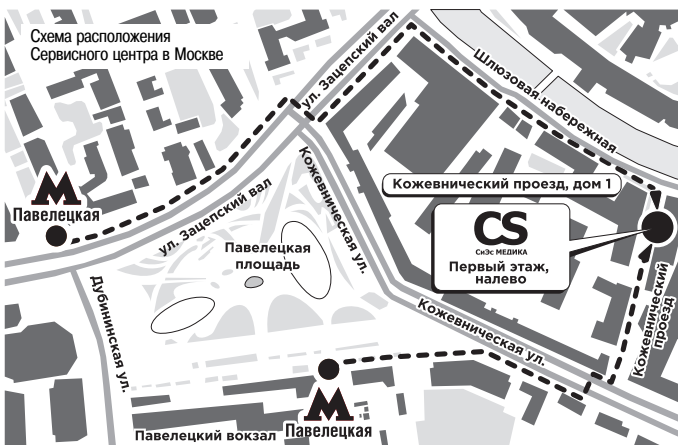 Схема расположения
Сервисного центра в Москве
ул. Зацепский вал
Шлюзовая набережная
М
Павелецкая
ул. Зацепский вал
Кожевническая ул.
Кожевнический проезд, дом 1
CS
СиЭс МЕДИКА
Первый этаж,
налево
Павелецкая
площадь
Дубининская ул.
Кожевническая ул.
Кожевнический
проезд
Павелецкий вокзал
М
Павелецкая